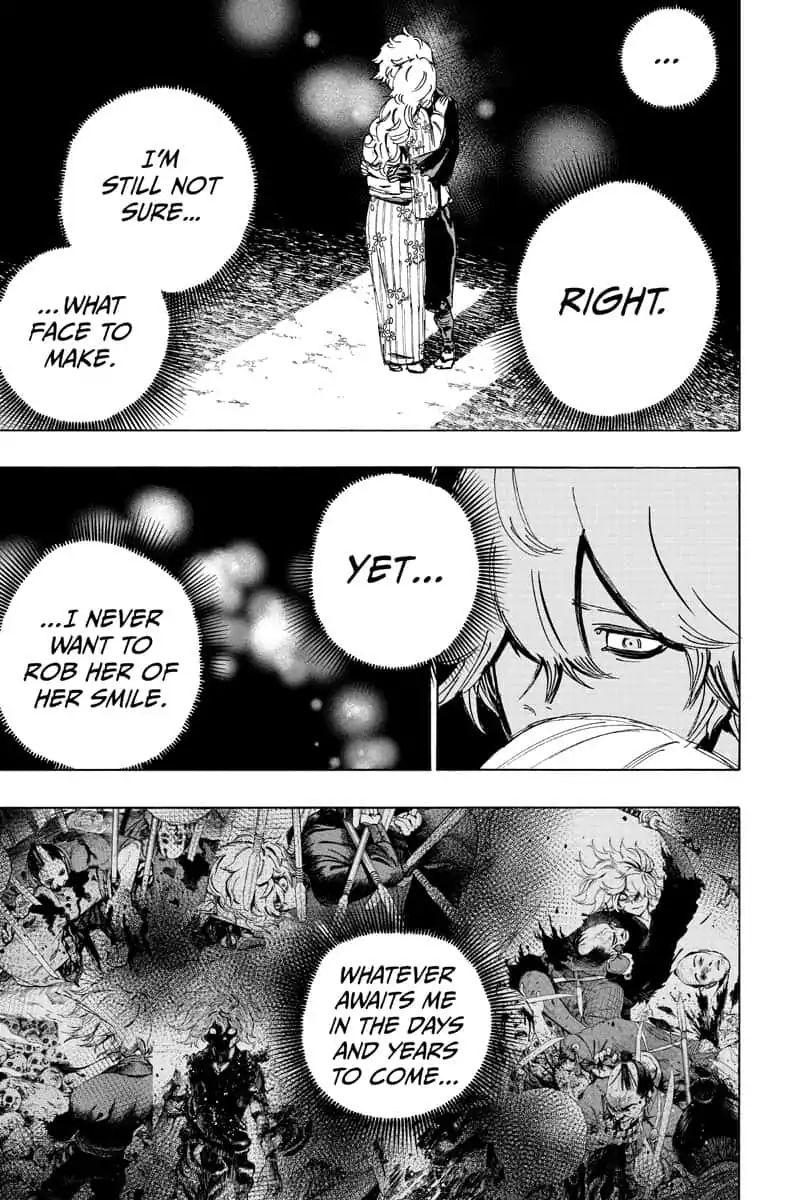 ...
RIGHT.
I'M
STILL NOT
SURE...
...WHAT
FACE TO
MAKE.
YET...
...I NEVER
WANT TO
ROB HER OF
HER SMILE.
WHATEVER
AWAITS ME
IN THE DAYS
AND YEARS
TO COME...